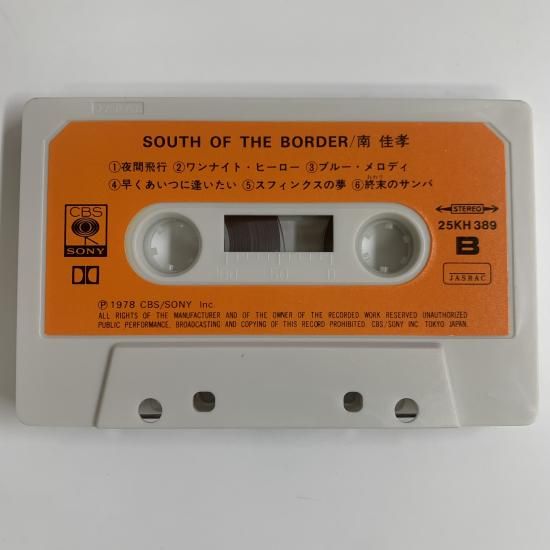 JASRAC
SOUTH OF THE BORDER/南 佳孝
①夜間飛行 ②ワンナイト・ヒーロー ③ブルー・メロディ
④早くあいつに逢いたい ⑤スフィンクスの夢 ⑥終末のサンバ
おわり
CBS
SONY
STEREO
25KH 389
B
JASRAC
100 50 0
Ⓟ 1978 CBS/SONY Inc.
ALL RIGHTS OF THE MANUFACTURER AND OF THE OWNER OF THE RECORDED WORK RESERVED UNAUTHORIZED
PUBLIC PERFORMANCE, BROADCASTING AND COPYING OF THIS RECORD PROHIBITED. CBS/SONY INC. TOKYO JAPAN.